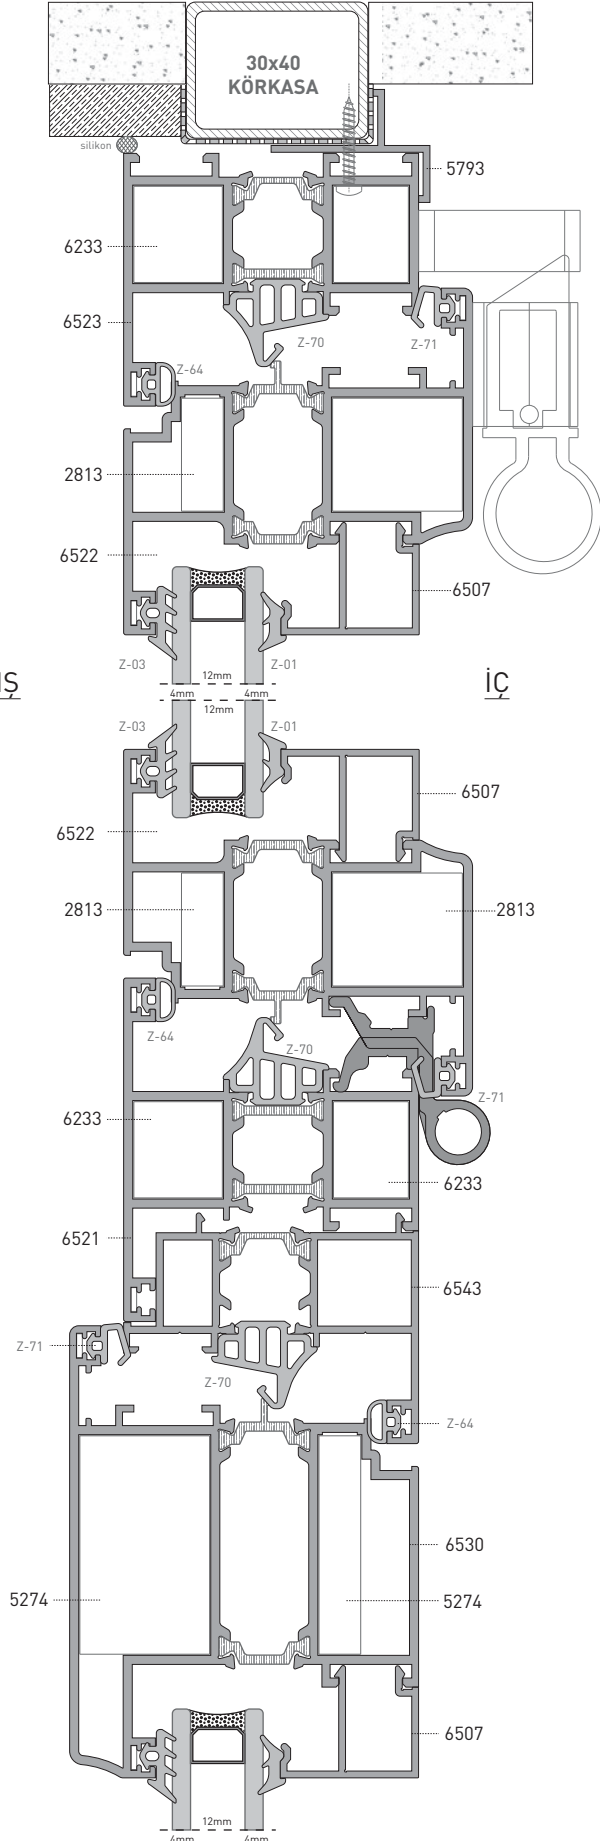 30x40
KÖRKASA
silikon
5793
6233
6523
Z-70
Z-71
Z-64
2813
6522
6507
Z-03
Z-01
12mm
IŞ
İÇ
4mm
4mm
12mm
Z-03
Z-01
6507
6522
2813
2813
Z-64
Z-70
Z-71
6233
6233
6521
6543
Z-71
Z-70
Z-64
6530
5274
5274
6507
12mm
4mm
4mm